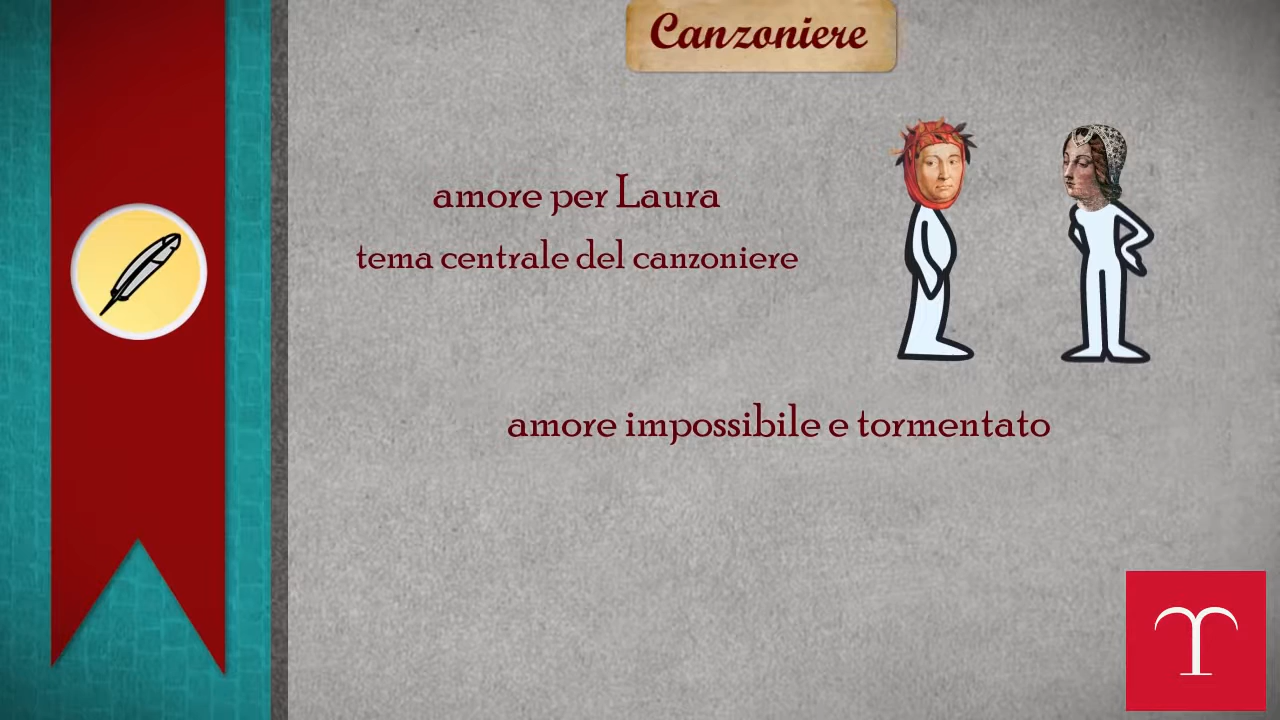 Canzoniere
amore per Laura
tema centrale del canzoniere
amore impossibile e tormentato